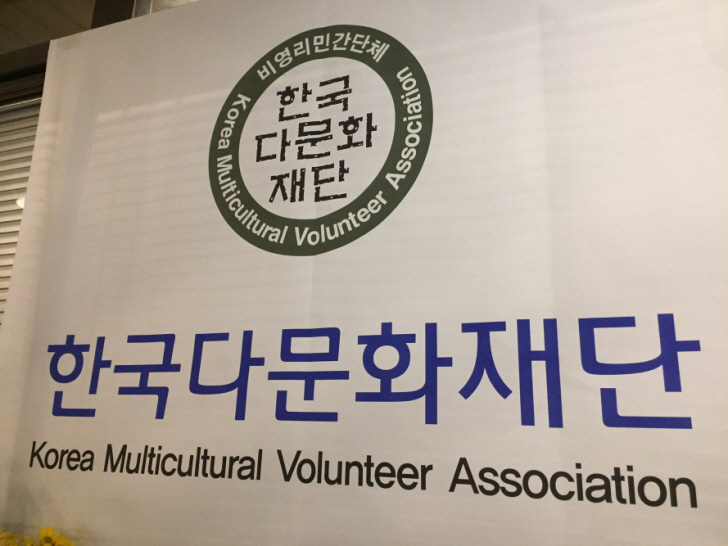 비영리민간단체
한국
다문화
재단
Korea Multicultural Volunteer Association
한국다문화재단
Korea Multicultural Volunteer Association